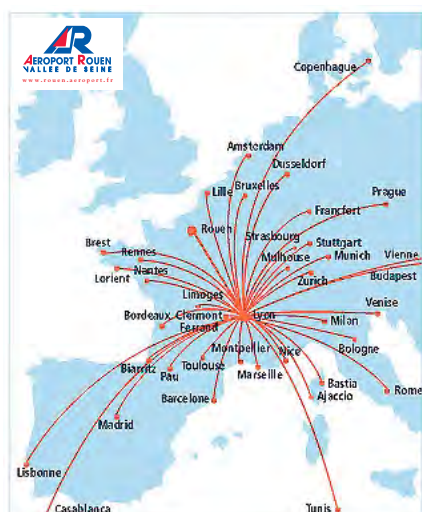 AR
AEROPORT ROUEN
VALLEE DE SEINE
www.rouen.aeroport.fr
Copenhague
Amsterdam
Dusseldorf
Lille
Bruxelles
Prague
Francfort
Rouen
Strasbourg
Stuttgart
Brest
Rennes
Mulhouse
Munich
Vienne
Lorient
Nantes
Zurich
Budapest
Limoges
Venise
Bordeaux
Clermont
Ferrand
Lyon
Milan
Montpellier
Nice
Bologne
Biarritz
Pau
Toulouse
Marseille
Bastia
Rome
Barcelone
Ajaccio
Madrid
Lisbonne
Casablanca
Tunis